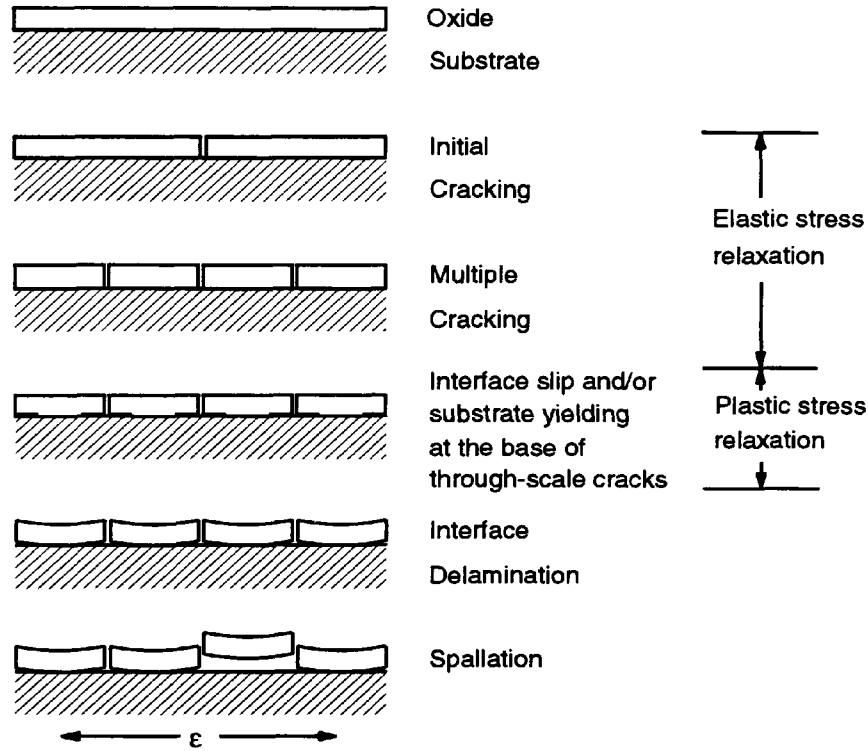 Oxide
Substrate
Initial
Cracking
Elastic stress
relaxation
Multiple
Cracking
Interface slip and/or
substrate yielding
at the base of
through-scale cracks
Plastic stress
relaxation
Interface
Delamination
Spallation
ε